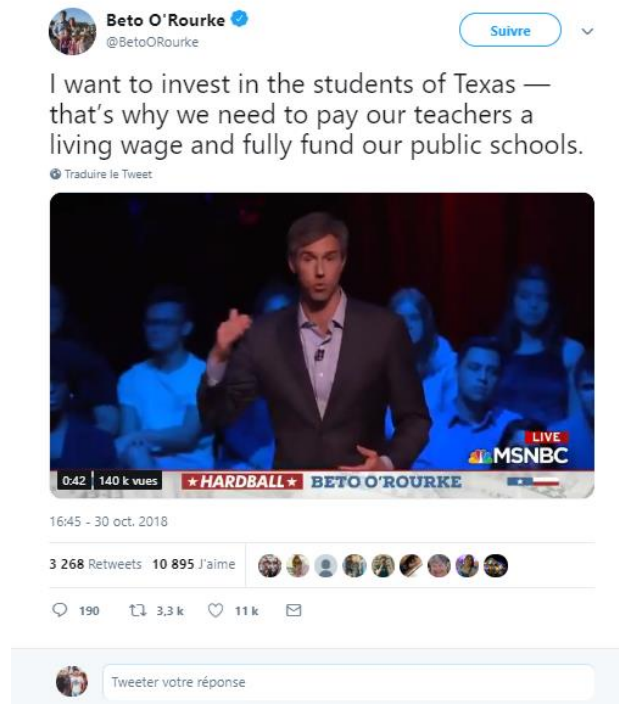 Beto O'Rourke
@BetoORourke
Suivre
I want to invest in the students of Texas —
that's why we need to pay our teachers a
living wage and fully fund our public schools.
Traduire le Tweet
LIVE
MSNBC
0:42 140 k vues
HARDBALL BETO O'ROURKE
16:45 - 30 oct. 2018
3 268 Retweets 10 895 J'aime
190 3,3 k 11 k
Tweeter votre réponse